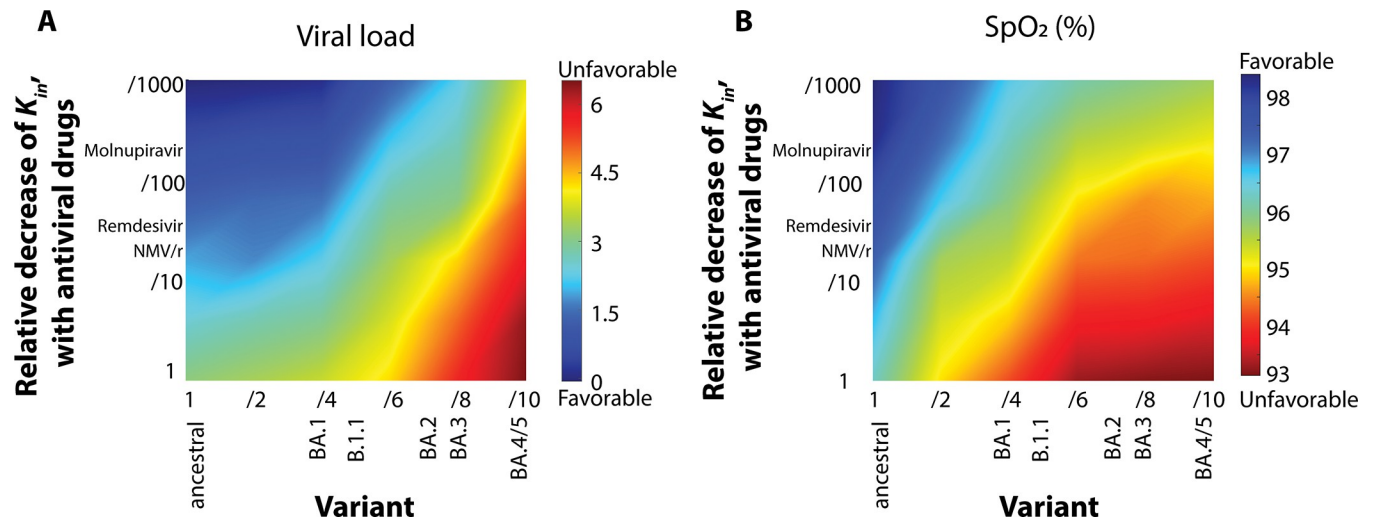 A
Viral load
Relative decrease of Kin,
with antiviral drugs
/1000
Molnupiravir
/100
Remdesivir
NMV/r
/10
1
1
/2
/4
/6
/8
/10
ancestral
BA.1
B.1.1
BA.2
BA.3
BA.4/5
Variant
Unfavorable
6
4.5
3
1.5
0
Favorable
B
SpO₂ (%)
Relative decrease of Kin,
with antiviral drugs
/1000
Molnupiravir
/100
Remdesivir
NMV/r
/10
1
1
/2
/4
/6
/8
/10
ancestral
BA.1
B.1.1
BA.2
BA.3
BA.4/5
Variant
Favorable
98
97
96
95
94
93
Unfavorable